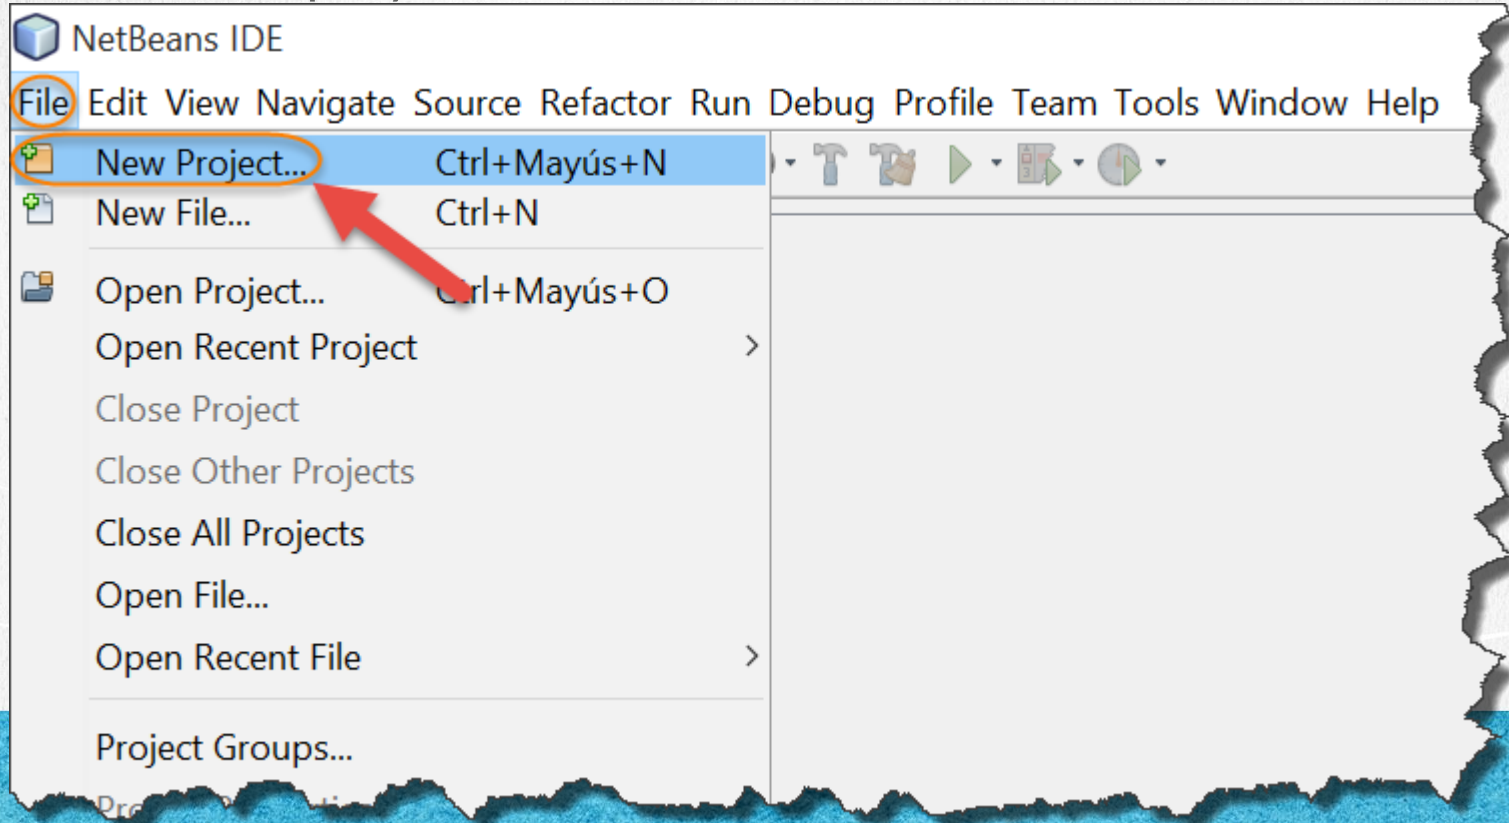 NetBeans IDE
File Edit View Navigate Source Refactor Run Debug Profile Team Tools Window Help
New Project... Ctrl+Mayús+N
New File... Ctrl+N
Open Project... Ctrl+Mayús+O
Open Recent Project
Close Project
Close Other Projects
Close All Projects
Open File...
Open Recent File
Project Groups...